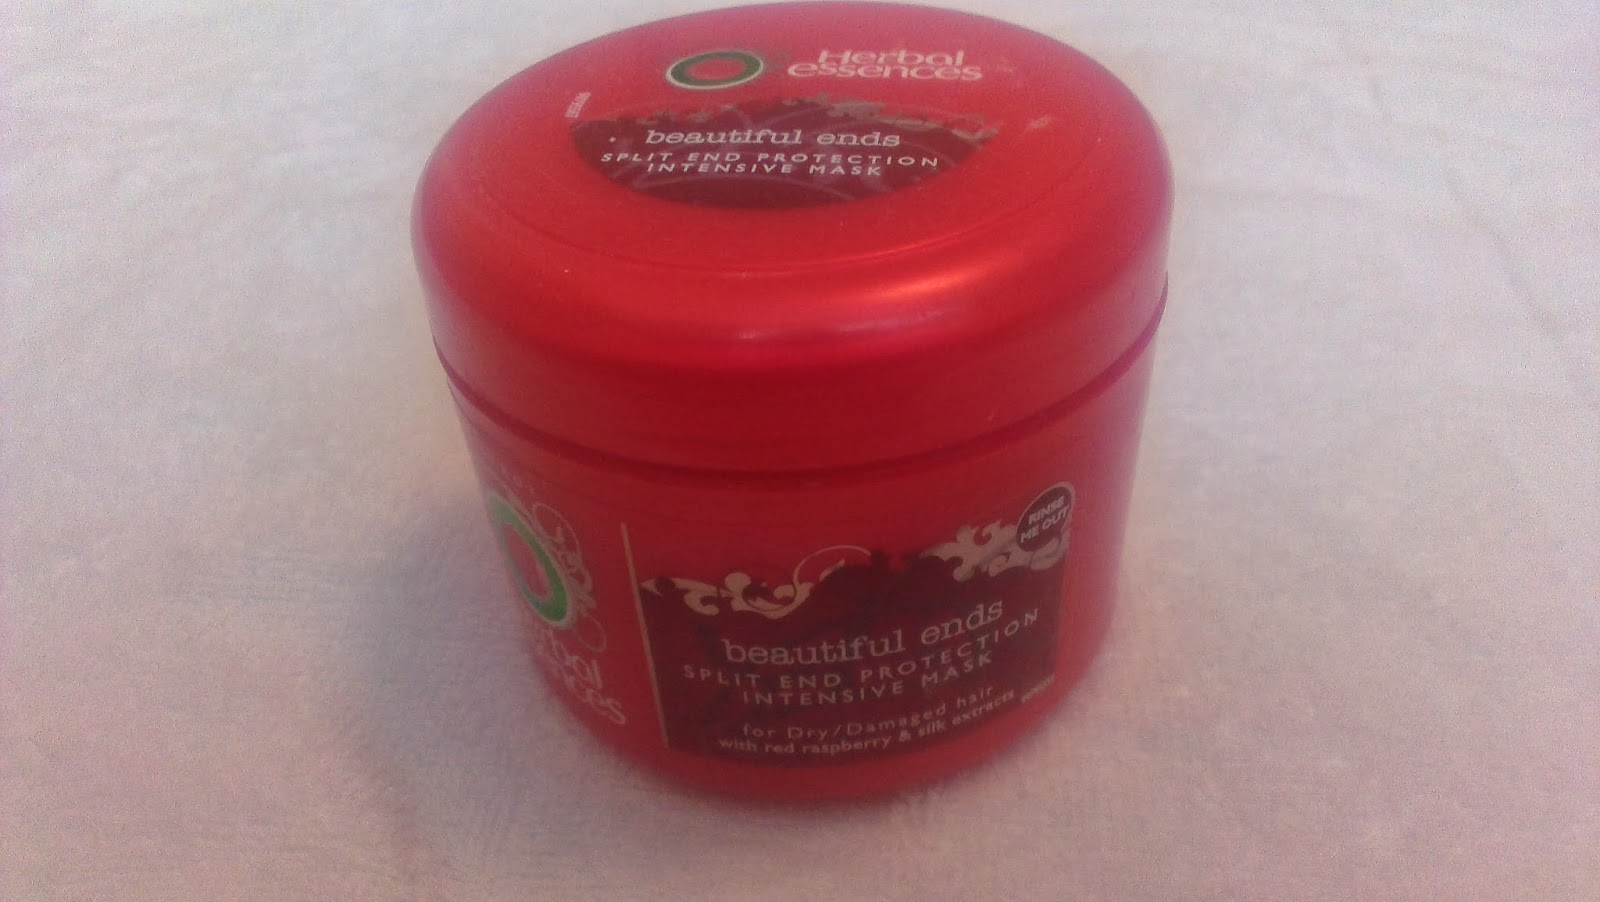 Herbal
essences
beautiful ends
SPLIT END PROTECTION
INTENSIVE MASK
RINSE
ME OUT
beautiful ends
SPLIT END PROTECTION
INTENSIVE MASK
for Dry/Damaged hair
with red raspberry & silk extracts